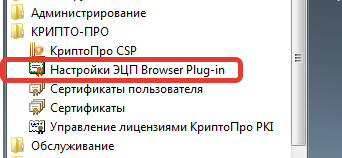 Администрирование
КРИПТО-ПРО
КриптоПро CSP
Настройки ЭЦП Browser Plug-in
Сертификаты пользователя
Сертификаты
Управление лицензиями КриптоПро PKI
Обслуживание